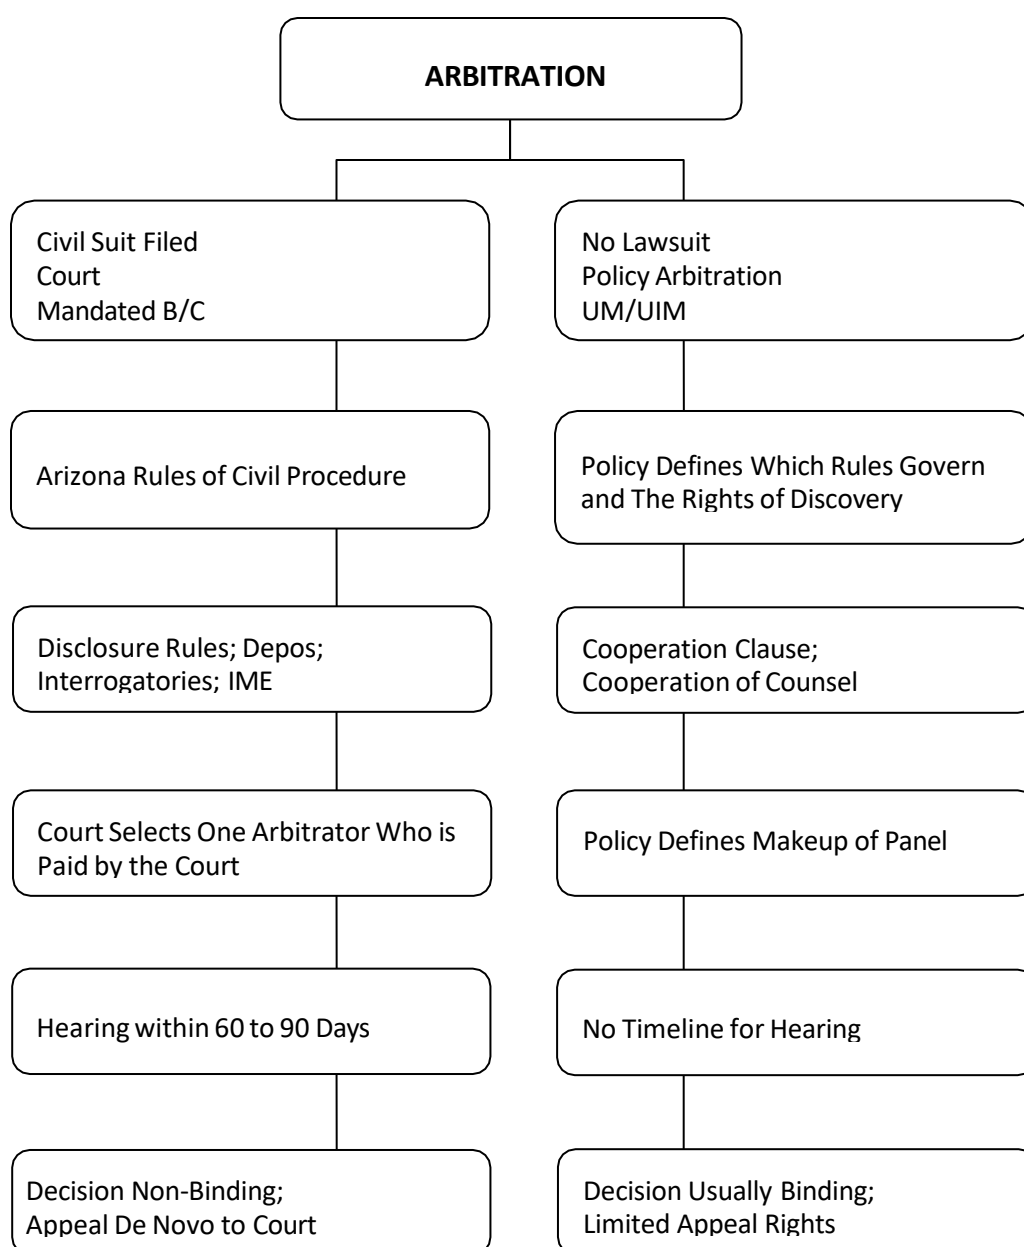 ARBITRATION
Civil Suit Filed
Court
Mandated B/C
No Lawsuit
Policy Arbitration
UM/UIM
Arizona Rules of Civil Procedure
Policy Defines Which Rules Govern
and The Rights of Discovery
Disclosure Rules; Depos;
Interrogatories; IME
Cooperation Clause;
Cooperation of Counsel
Court Selects One Arbitrator Who is
Paid by the Court
Policy Defines Makeup of Panel
Hearing within 60 to 90 Days
No Timeline for Hearing
Decision Non-Binding;
Appeal De Novo to Court
Decision Usually Binding;
Limited Appeal Rights